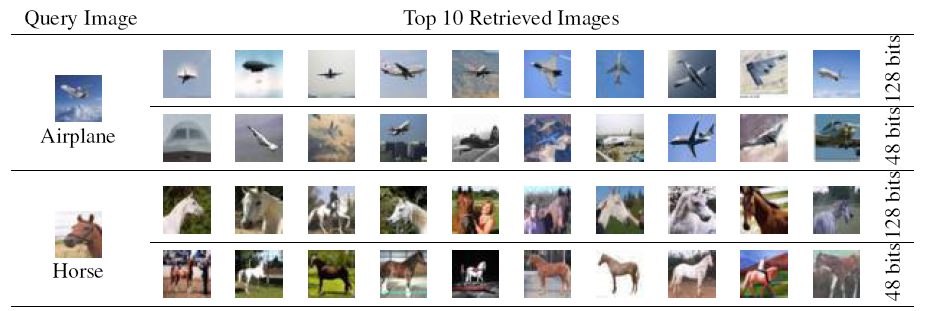 Query Image
Top 10 Retrieved Images
128 bits
Airplane
48 bits
128 bits
Horse
48 bits